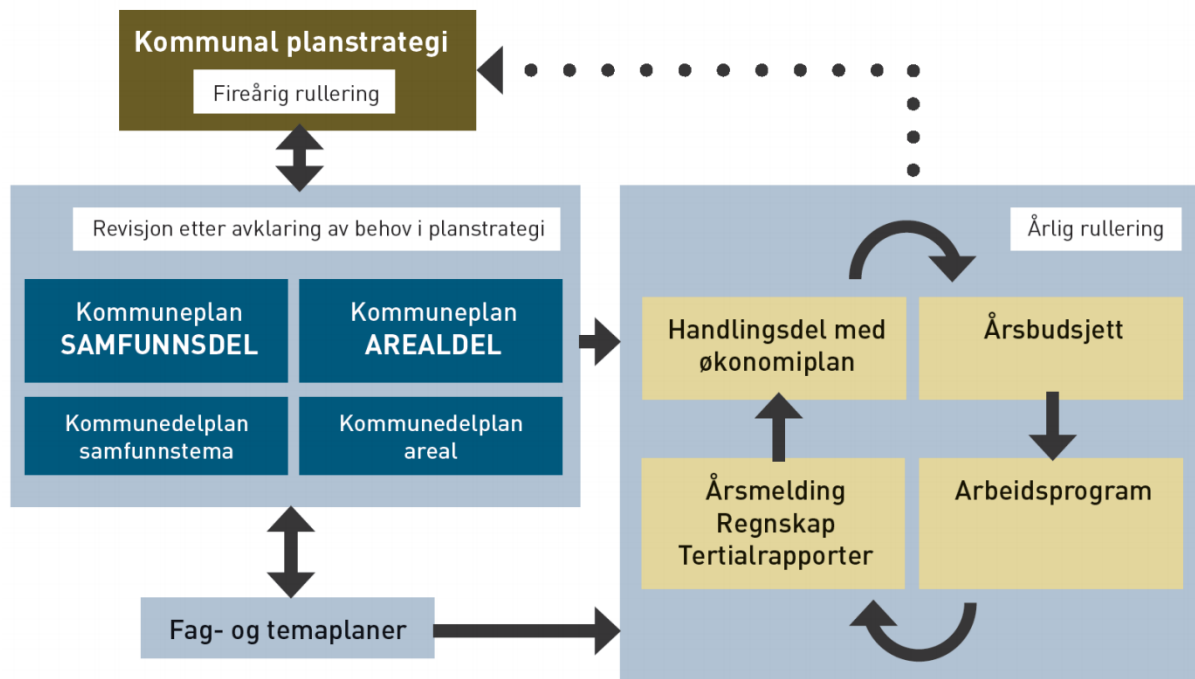 Kommunal planstrategi
Fireårig rullering
Revisjon etter avklaring av behov i planstrategi
Kommuneplan
SAMFUNNSDEL
Kommuneplan
AREALDEL
Kommunedelplan
samfunnstema
Kommunedelplan
areal
Fag- og temaplaner
Årlig rullering
Handlingsdel med
økonomiplan
Årsbudsjett
Årsmelding
Regnskap
Tertialrapporter
Arbeidsprogram